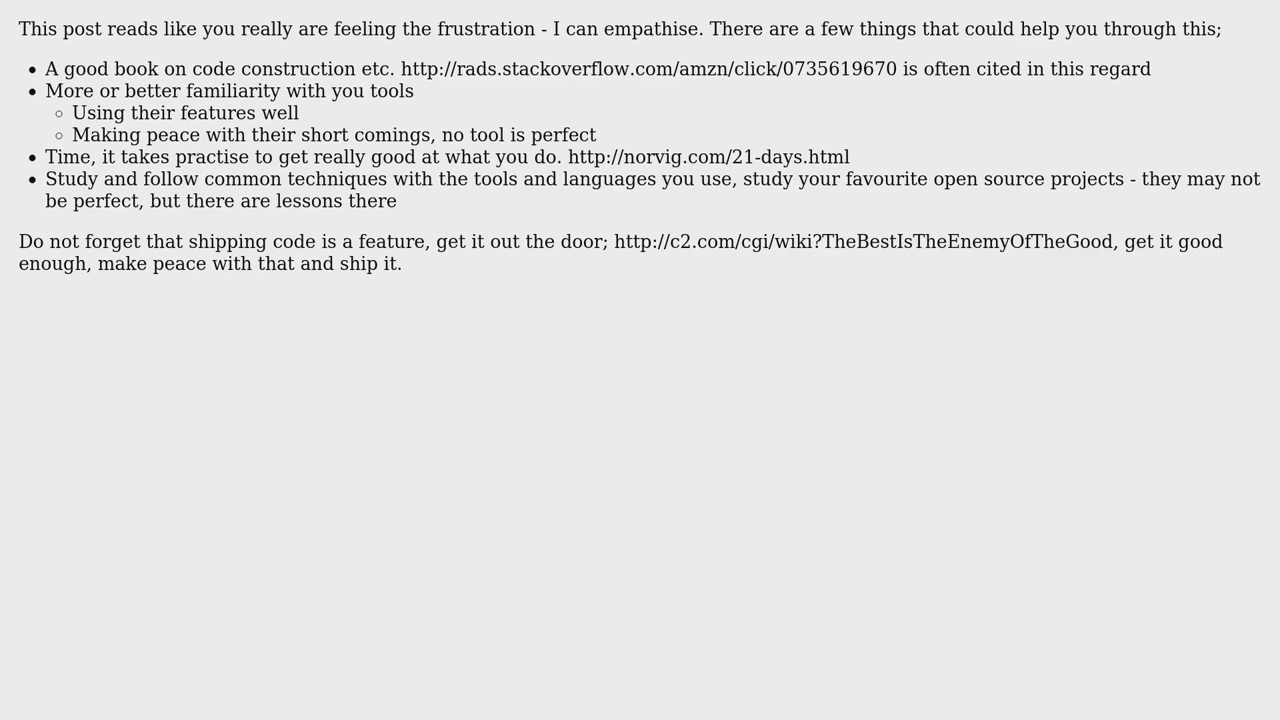 This post reads like you really are feeling the frustration - I can empathise. There are a few things that could help you through this;
• A good book on code construction etc. http://rads.stackoverflow.com/amzn/click/0735619670 is often cited in this regard
• More or better familiarity with you tools
◦ Using their features well
◦ Making peace with their short comings, no tool is perfect
• Time, it takes practise to get really good at what you do. http://norvig.com/21-days.html
• Study and follow common techniques with the tools and languages you use, study your favourite open source projects - they may not
be perfect, but there are lessons there
Do not forget that shipping code is a feature, get it out the door; http://c2.com/cgi/wiki?TheBestIsTheEnemyOfTheGood, get it good
enough, make peace with that and ship it.